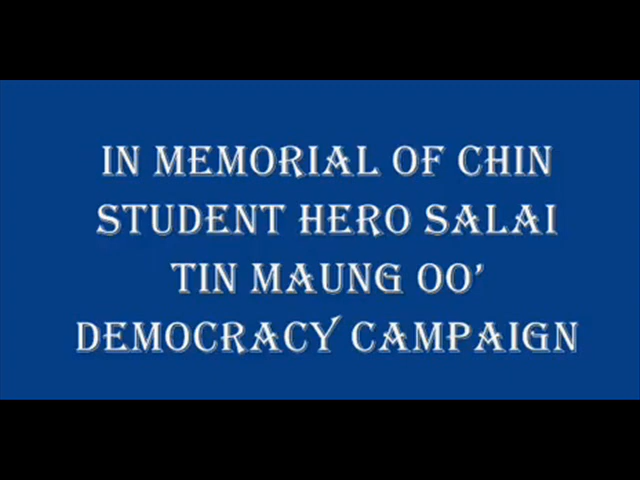 IN MEMORIAL OF CHIN
STUDENT HERO SALAI
TIN MAUNG OO'
DEMOCRACY CAMPAIGN